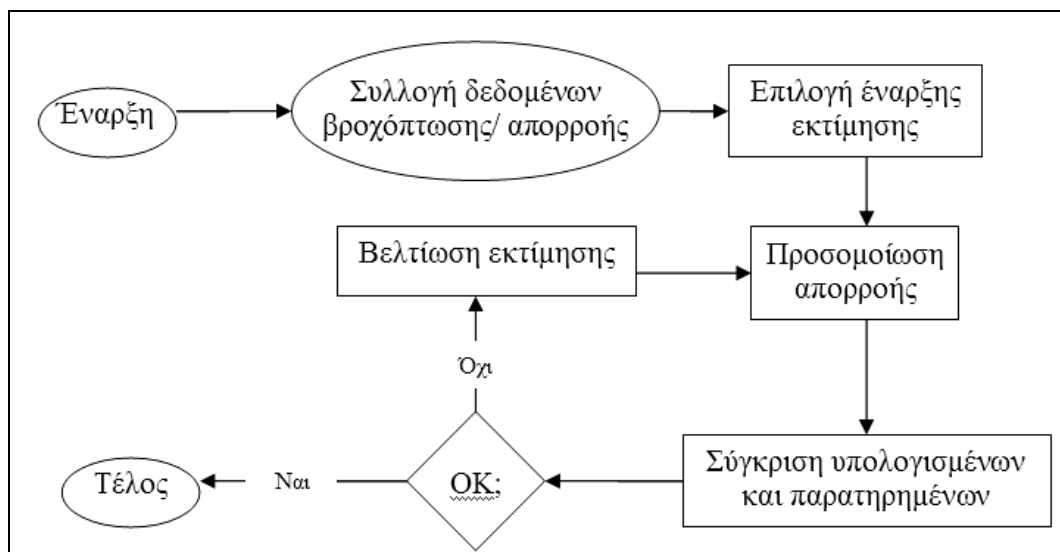 Έναρξη
Συλλογή δεδομένων
βροχόπτωσης/ απορροής
Επιλογή έναρξης
εκτίμησης
Βελτίωση εκτίμησης
Προσομοίωση
απορροής
Όχι
Τέλος
Ναι
ΟΚ;
Σύγκριση υπολογισμένων
και παρατηρημένων